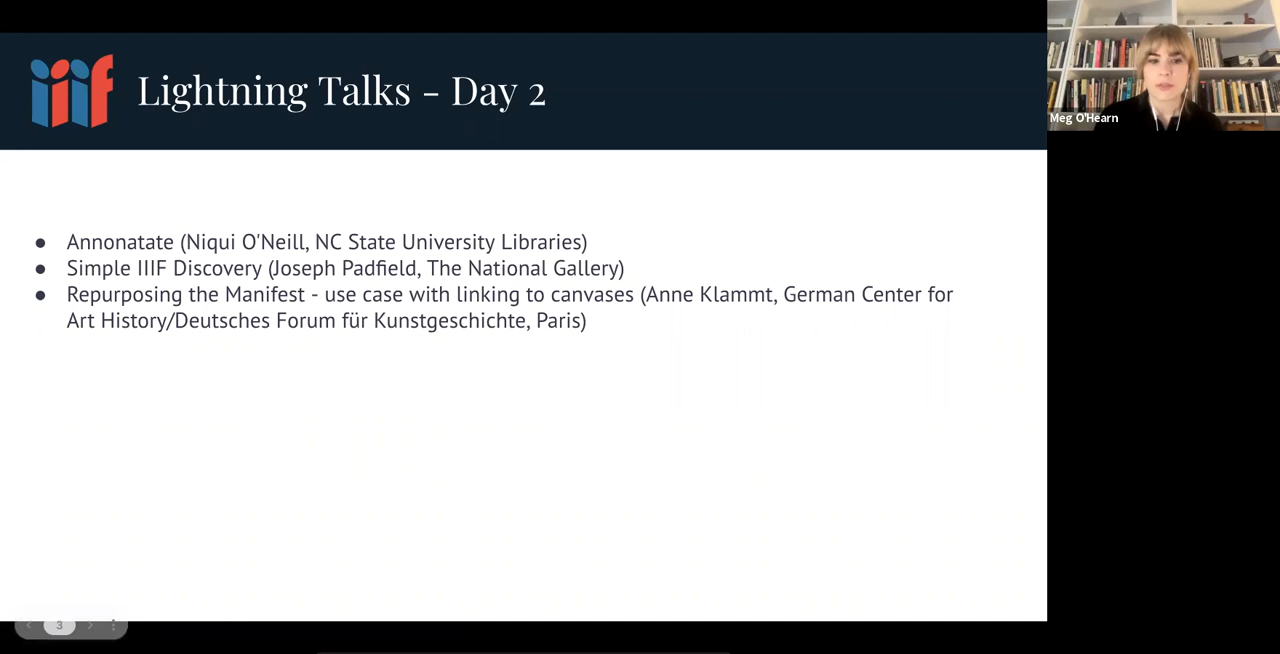 iiif
Lightning Talks - Day 2
Meg O'Hearn
● Annonatate (Niqui O'Neill, NC State University Libraries)
● Simple IIIF Discovery (Joseph Padfield, The National Gallery)
● Repurposing the Manifest - use case with linking to canvases (Anne Klammt, German Center for
Art History/Deutsches Forum für Kunstgeschichte, Paris)
3